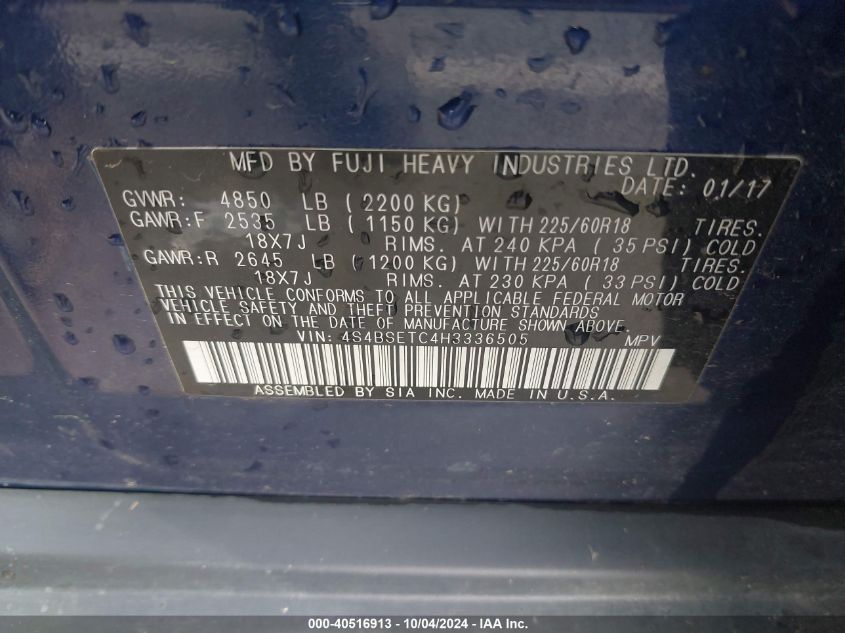 MFD BY FUJI HEAVY INDUSTRIES LTD.
DATE: 01/17
GVWR: 4850 LB ( 2200 KG)
GAWR:F 2535 LB ( 1150 KG) WITH 225/60R18 TIRES.
18X7J RIMS. AT 240 KPA ( 35 PSI) COLD
GAWR:R 2645 LB ( 1200 KG) WITH 225/60R18 TIRES.
18X7J RIMS. AT 230 KPA ( 33 PSI) COLD
THIS VEHICLE CONFORMS TO ALL APPLICABLE FEDERAL MOTOR
VEHICLE SAFETY AND THEFT PREVENTION STANDARDS
IN EFFECT ON THE DATE OF MANUFACTURE SHOWN ABOVE.
VIN: 4S4BSETC4H3336505 MPV
ASSEMBLED BY SIA INC. MADE IN U.S.A.
000-40516913 - 10/04/2024 - IAA Inc.